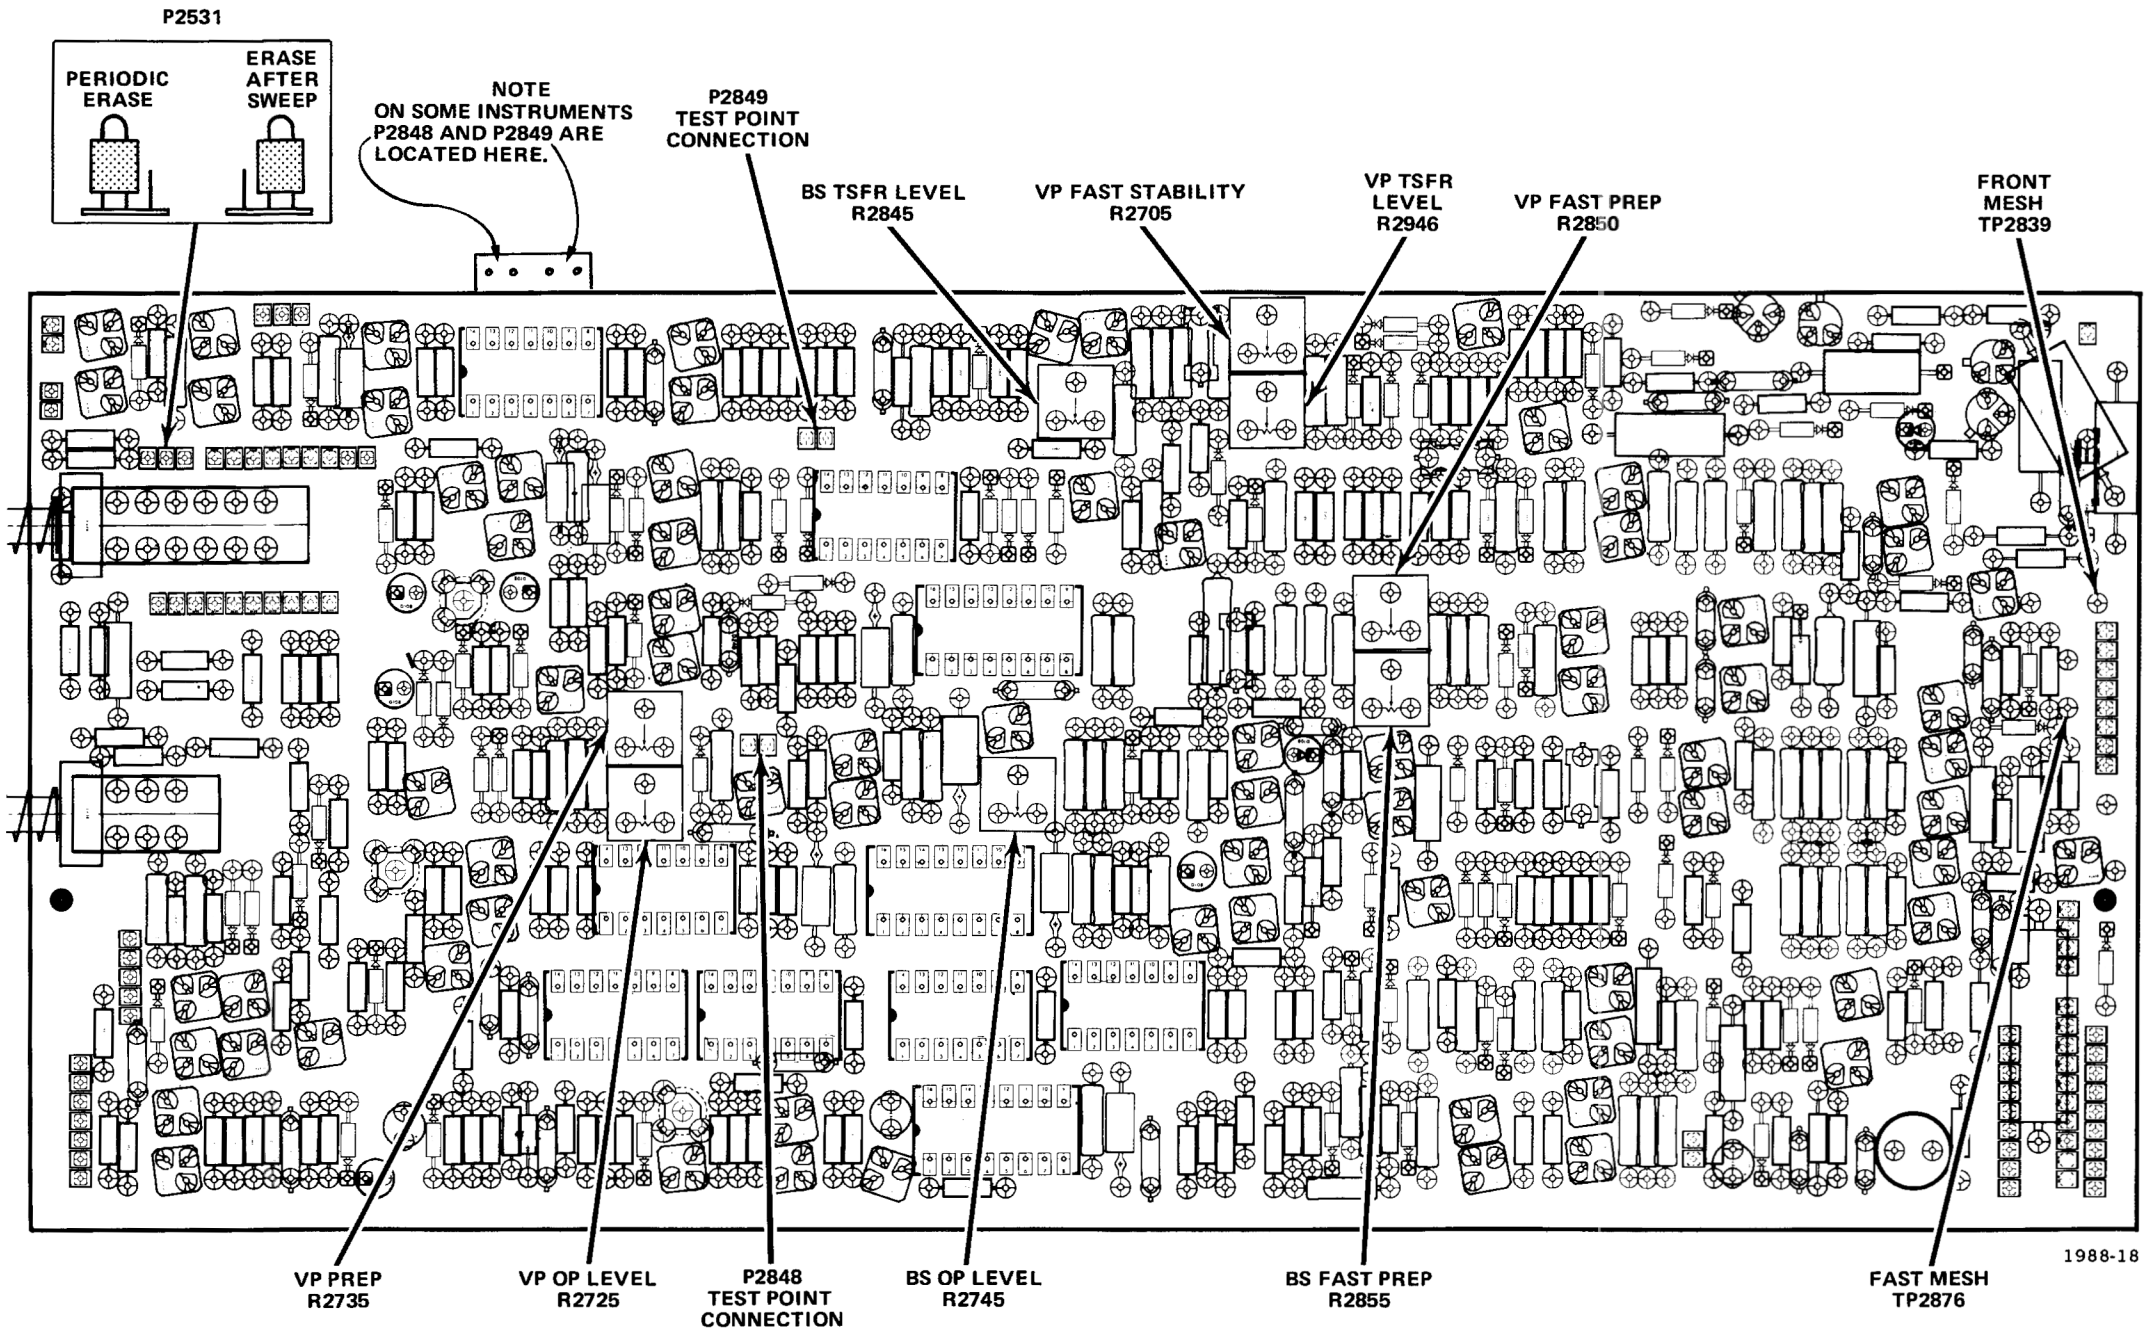 P2531
PERIODIC
ERASE
ERASE
AFTER
SWEEP
NOTE
ON SOME INSTRUMENTS
P2848 AND P2849 ARE
LOCATED HERE.
P2849
TEST POINT
CONNECTION
BS TSFR LEVEL
R2845
VP FAST STABILITY
R2705
VP TSFR
LEVEL
R2946
VP FAST PREP
R2850
FRONT
MESH
TP2839
VP PREP
R2735
VP OP LEVEL
R2725
P2848
TEST POINT
CONNECTION
BS OP LEVEL
R2745
BS FAST PREP
R2855
FAST MESH
TP2876
1988-18